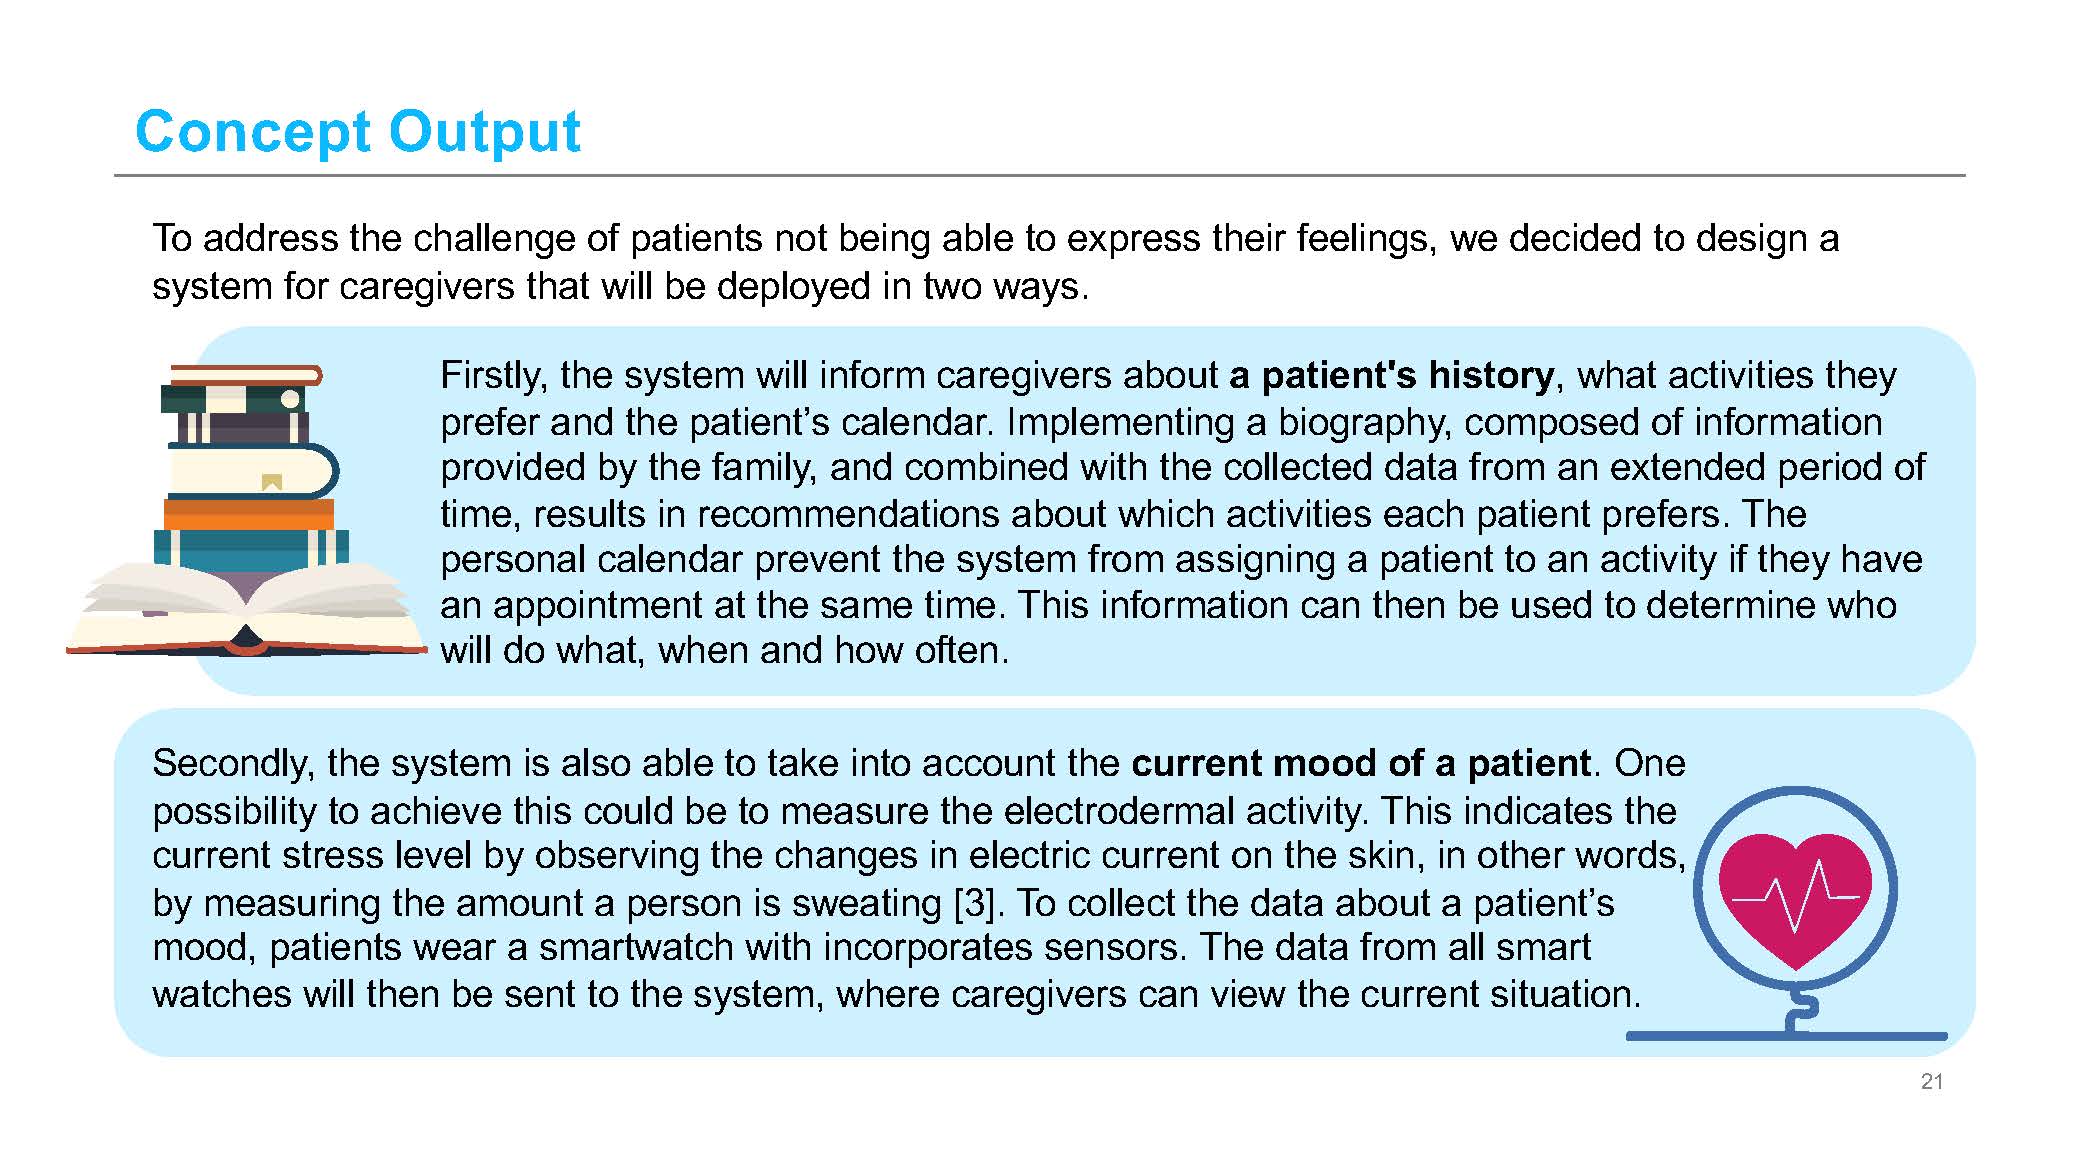 Concept Output
To address the challenge of patients not being able to express their feelings, we decided to design a
system for caregivers that will be deployed in two ways.
Firstly, the system will inform caregivers about a patient's history, what activities they
prefer and the patient’s calendar. Implementing a biography, composed of information
provided by the family, and combined with the collected data from an extended period of
time, results in recommendations about which activities each patient prefers. The
personal calendar prevent the system from assigning a patient to an activity if they have
an appointment at the same time. This information can then be used to determine who
will do what, when and how often.
Secondly, the system is also able to take into account the current mood of a patient. One
possibility to achieve this could be to measure the electrodermal activity. This indicates the
current stress level by observing the changes in electric current on the skin, in other words,
by measuring the amount a person is sweating [3]. To collect the data about a patient’s
mood, patients wear a smartwatch with incorporates sensors. The data from all smart
watches will then be sent to the system, where caregivers can view the current situation.
21